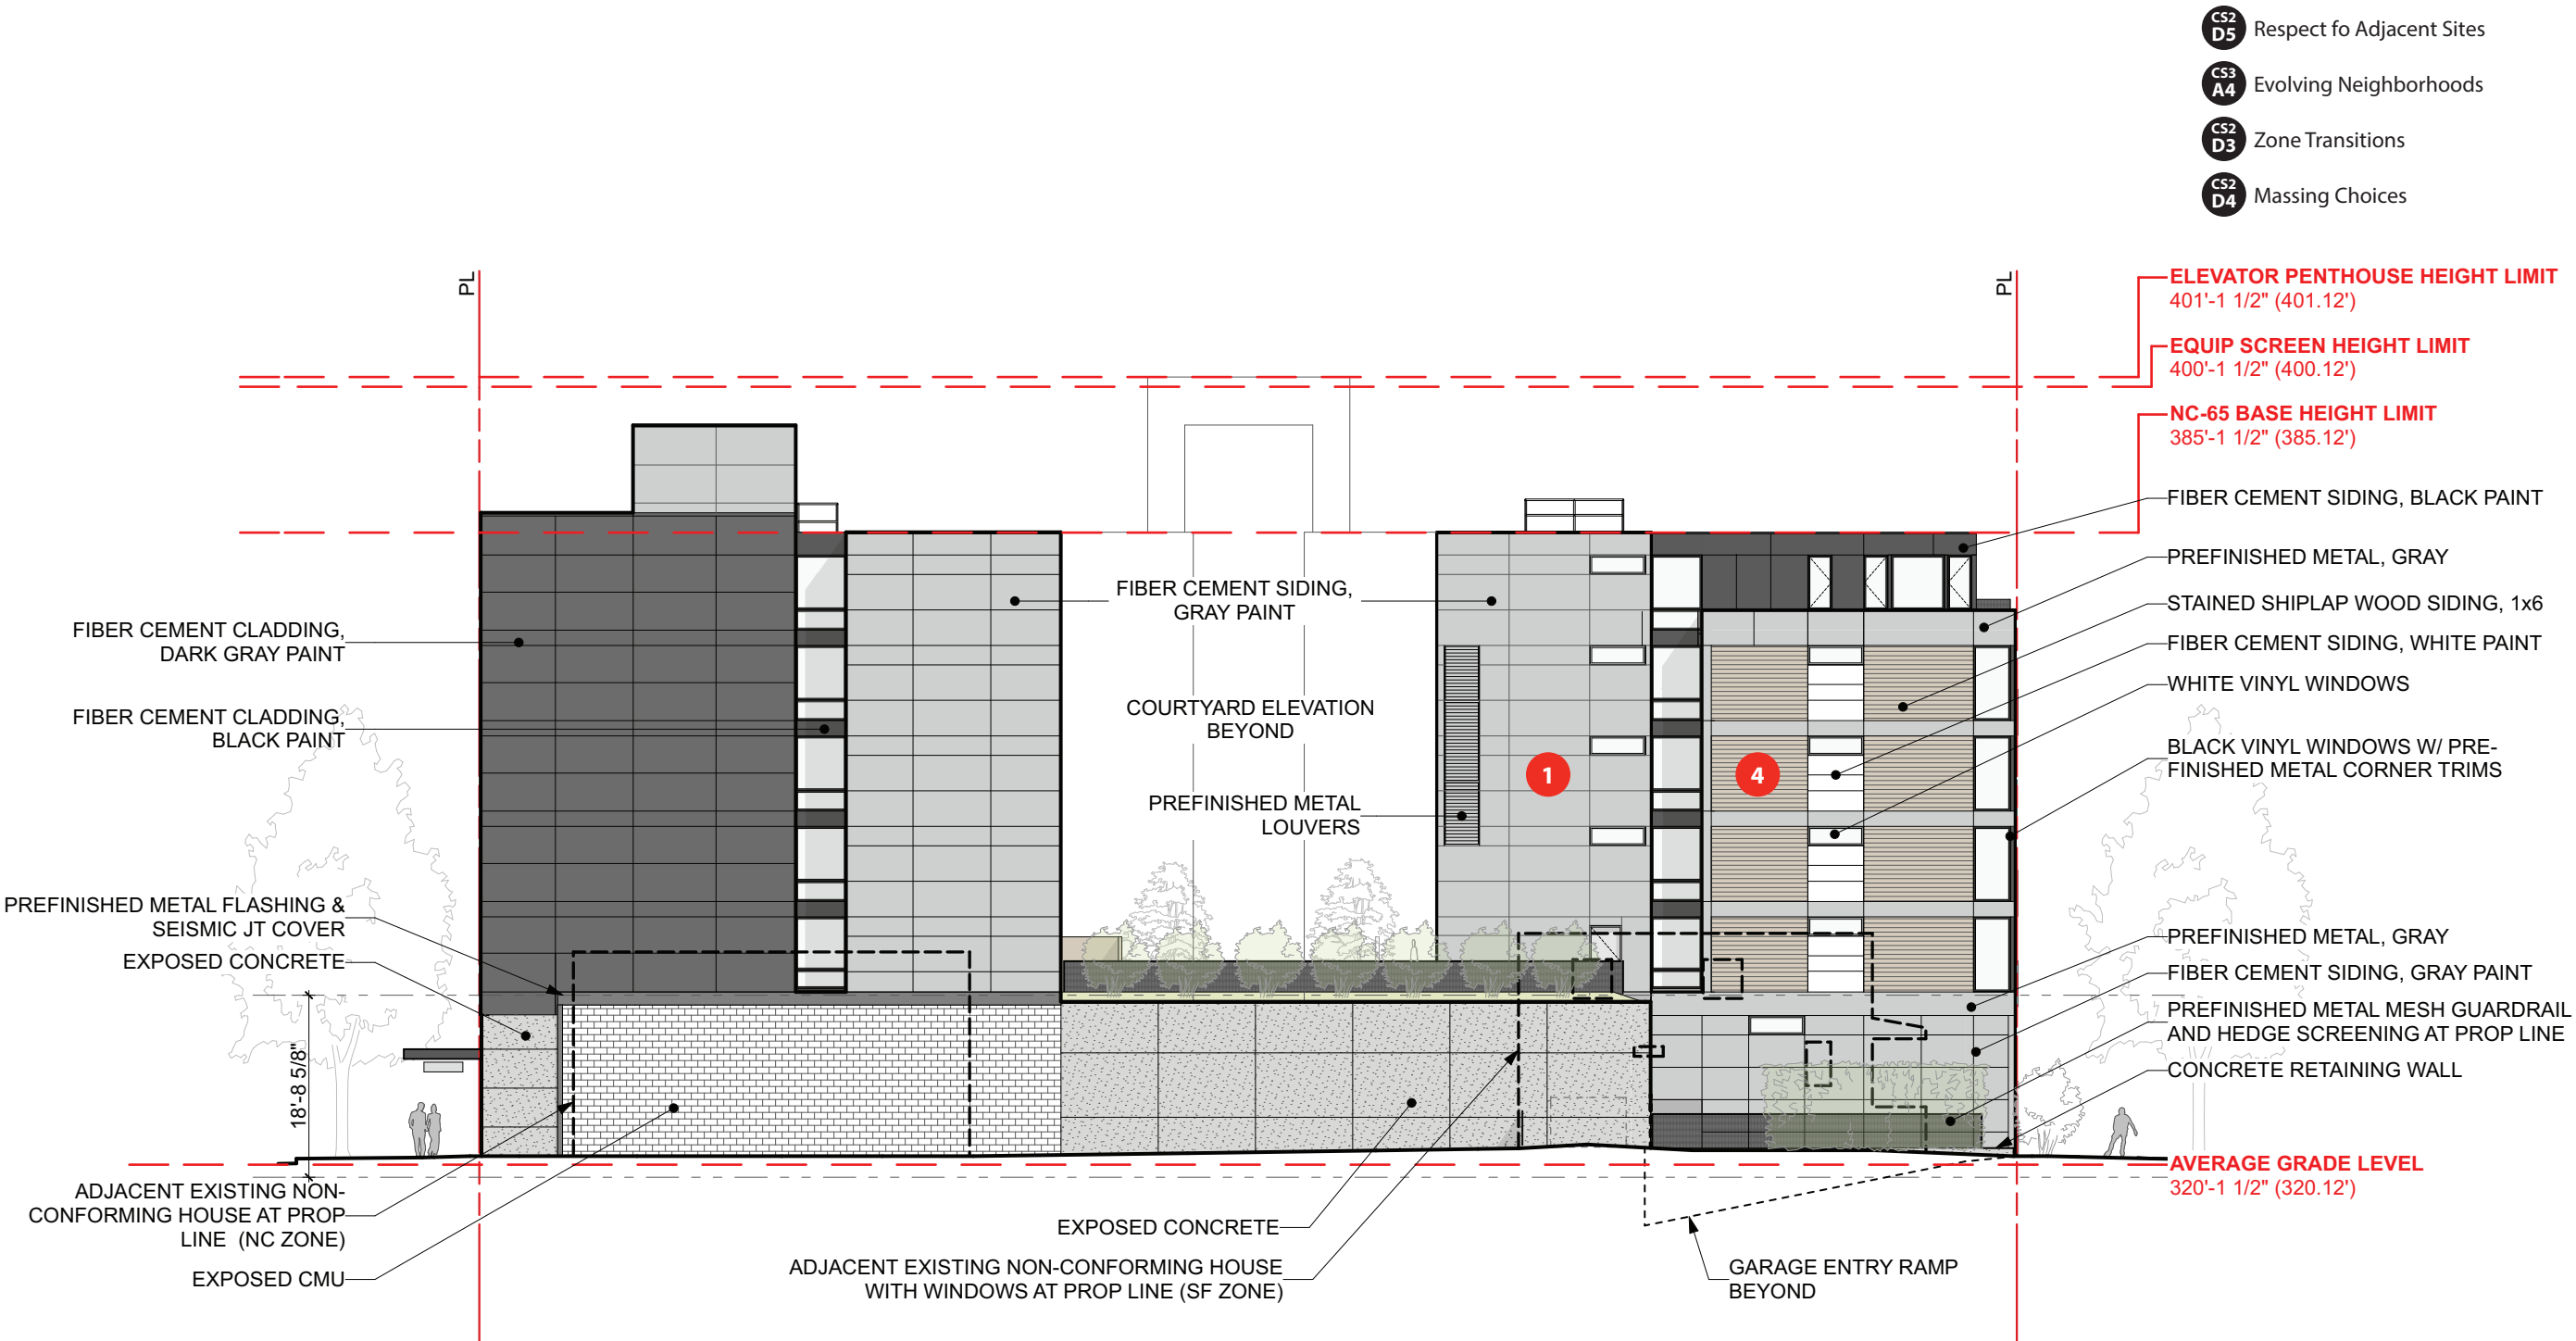 CS2
D5
Respect fo Adjacent Sites
CS3
A4
Evolving Neighborhoods
CS2
D3
Zone Transitions
CS2
D4
Massing Choices
PL
PL
ELEVATOR PENTHOUSE HEIGHT LIMIT
401'-1 1/2" (401.12')
EQUIP SCREEN HEIGHT LIMIT
400'-1 1/2" (400.12')
NC-65 BASE HEIGHT LIMIT
385'-1 1/2" (385.12')
FIBER CEMENT SIDING, BLACK PAINT
PREFINISHED METAL, GRAY
STAINED SHIPLAP WOOD SIDING, 1x6
FIBER CEMENT SIDING, WHITE PAINT
WHITE VINYL WINDOWS
BLACK VINYL WINDOWS W/ PRE-
FINISHED METAL CORNER TRIMS
PREFINISHED METAL, GRAY
FIBER CEMENT SIDING, GRAY PAINT
PREFINISHED METAL MESH GUARDRAIL
AND HEDGE SCREENING AT PROP LINE
CONCRETE RETAINING WALL
AVERAGE GRADE LEVEL
320'-1 1/2" (320.12')
FIBER CEMENT CLADDING,
DARK GRAY PAINT
FIBER CEMENT CLADDING,
BLACK PAINT
PREFINISHED METAL FLASHING &
SEISMIC JT COVER
EXPOSED CONCRETE
18'-8 5/8"
ADJACENT EXISTING NON-
CONFORMING HOUSE AT PROP
LINE (NC ZONE)
EXPOSED CMU
FIBER CEMENT SIDING,
GRAY PAINT
COURTYARD ELEVATION
BEYOND
PREFINISHED METAL
LOUVERS
1
4
EXPOSED CONCRETE
ADJACENT EXISTING NON-CONFORMING HOUSE
WITH WINDOWS AT PROP LINE (SF ZONE)
GARAGE ENTRY RAMP
BEYOND